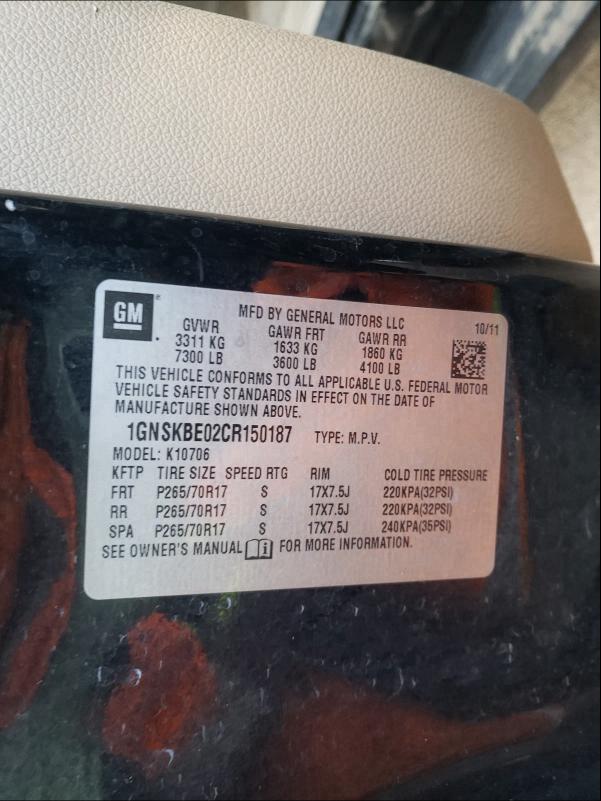 GM ® MFD BY GENERAL MOTORS LLC 10/11
GVWR GAWR FRT GAWR RR
3311 KG 1633 KG 1860 KG
7300 LB 3600 LB 4100 LB
THIS VEHICLE CONFORMS TO ALL APPLICABLE U.S. FEDERAL MOTOR
VEHICLE SAFETY STANDARDS IN EFFECT ON THE DATE OF
MANUFACTURE SHOWN ABOVE.
1GNSKBE02CR150187 TYPE: M.P.V.
MODEL: K10706
KFTP TIRE SIZE SPEED RTG RIM COLD TIRE PRESSURE
FRT P265/70R17 S 17X7.5J 220KPA(32PSI)
RR P265/70R17 S 17X7.5J 220KPA(32PSI)
SPA P265/70R17 S 17X7.5J 240KPA(35PSI)
SEE OWNER'S MANUAL FOR MORE INFORMATION.